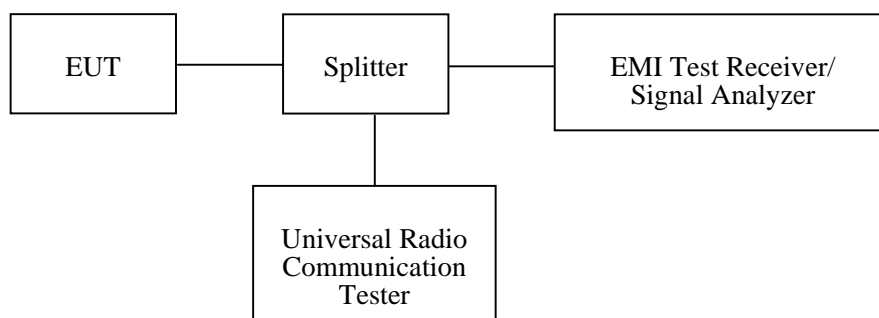 EUT
Splitter
EMI Test Receiver/
Signal Analyzer
Universal Radio
Communication
Tester